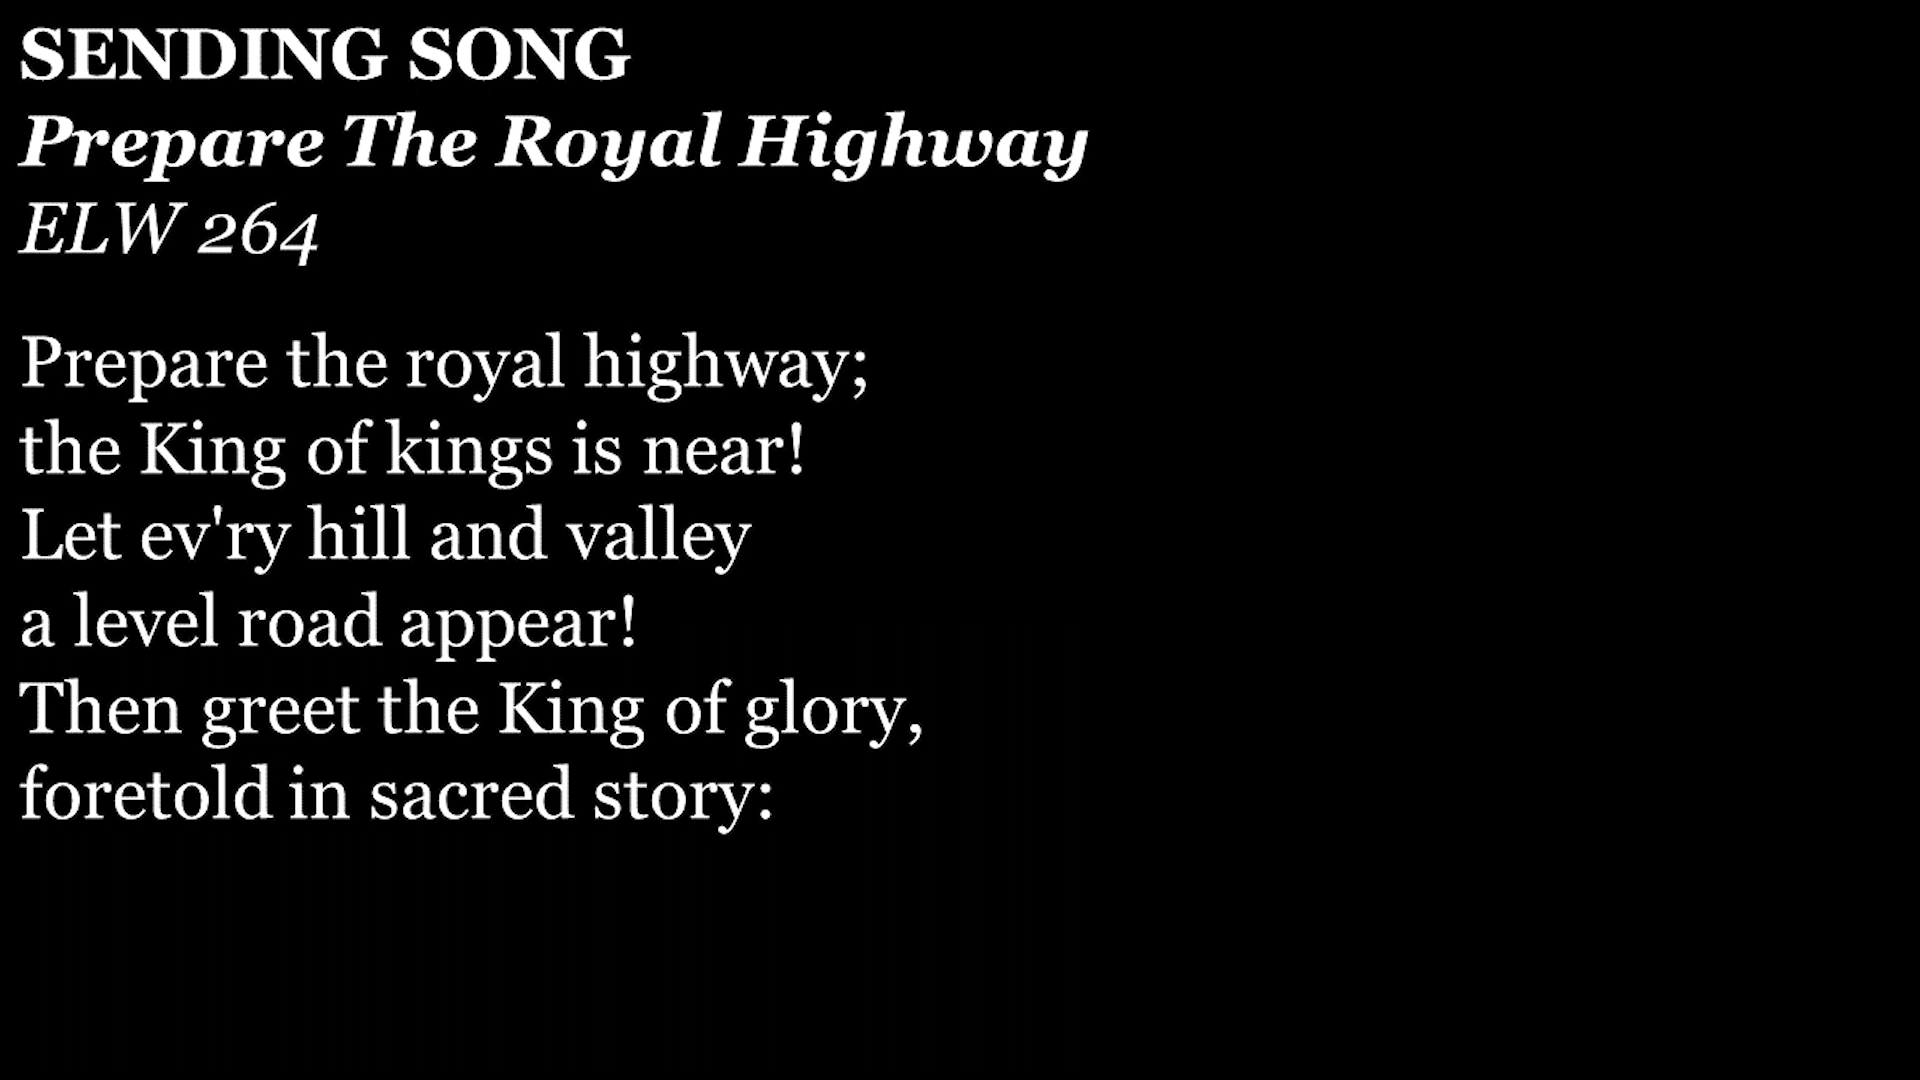 SENDING SONG
Prepare The Royal Highway
ELW 264
Prepare the royal highway;
the King of kings is near!
Let ev'ry hill and valley
a level road appear!
Then greet the King of glory,
foretold in sacred story: